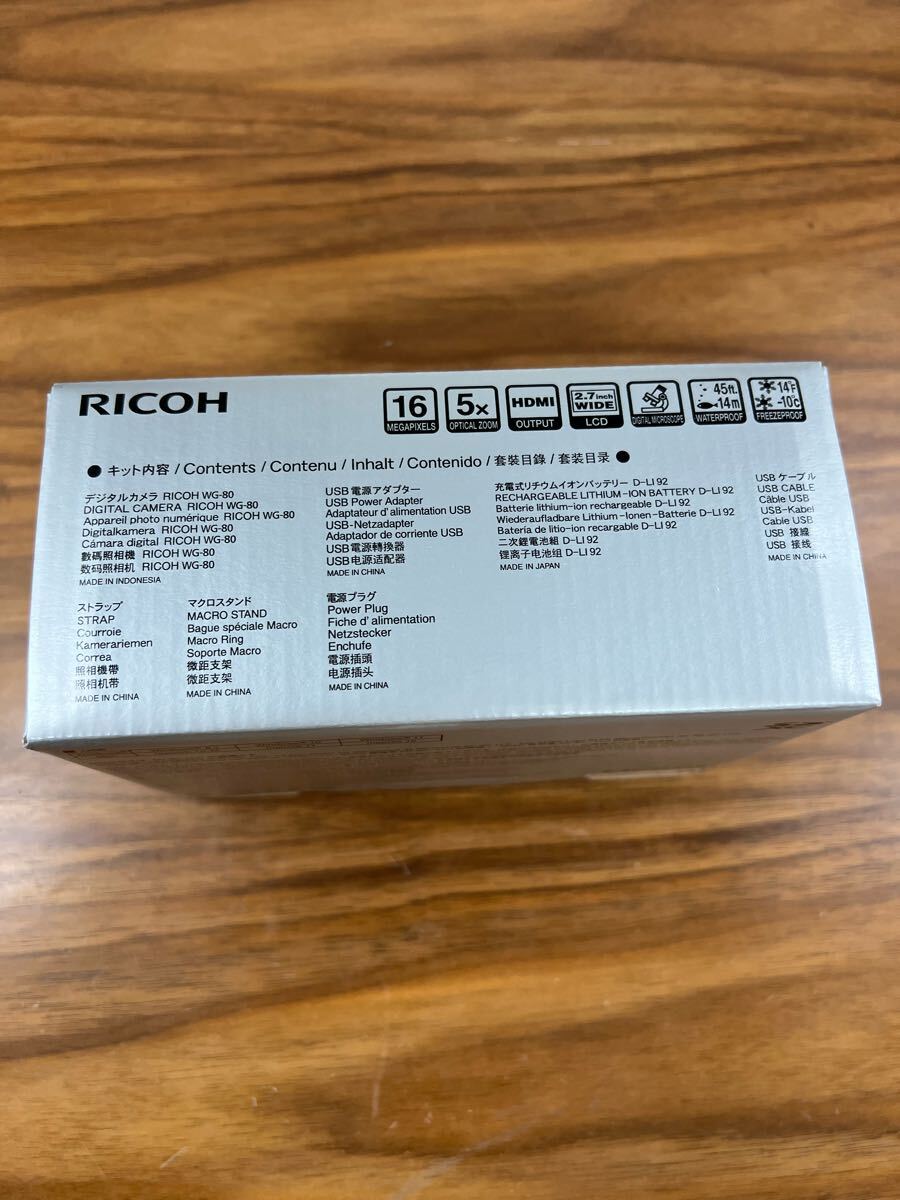 RICOH
16
MEGAPIXELS
5x
OPTICAL ZOOM
HDMI
OUTPUT
2.7inch
WIDE
LCD
DIGITAL MICROSCOPE
45ft.
14m
WATERPROOF
14°F
-10℃
FREEZEPROOF
● キット内容 / Contents / Contenu / Inhalt / Contenido / 套裝目錄 / 套装目录 ●
デジタルカメラ RICOH WG-80
DIGITAL CAMERA RICOH WG-80
Appareil photo numérique RICOH WG-80
Digitalkamera RICOH WG-80
Cámara digital RICOH WG-80
數碼照相機 RICOH WG-80
数码照相机 RICOH WG-80
MADE IN INDONESIA
USB電源アダプター
USB Power Adapter
Adaptateur d'alimentation USB
USB-Netzadapter
Adaptador de corriente USB
USB電源轉換器
USB电源适配器
MADE IN CHINA
充電式リチウムイオンバッテリー D-LI 92
RECHARGEABLE LITHIUM-ION BATTERY D-LI 92
Batterie lithium-ion rechargeable D-LI 92
Wiederaufladbare Lithium-Ionen-Batterie D-LI 92
Batería de litio-ion recargable D-LI 92
二次鋰電池組 D-LI 92
锂离子电池组 D-LI 92
MADE IN JAPAN
USB ケーブル
USB CABLE
Câble USB
USB-Kabel
Cable USB
USB 接線
USB 接线
MADE IN CHINA
ストラップ
STRAP
Courroie
Kamerariemen
Correa
照相機帶
照相机带
MADE IN CHINA
マクロスタンド
MACRO STAND
Bague spéciale Macro
Macro Ring
Soporte Macro
微距支架
微距支架
MADE IN CHINA
電源プラグ
Power Plug
Fiche d'alimentation
Netzstecker
Enchufe
電源插頭
电源插头
MADE IN CHINA